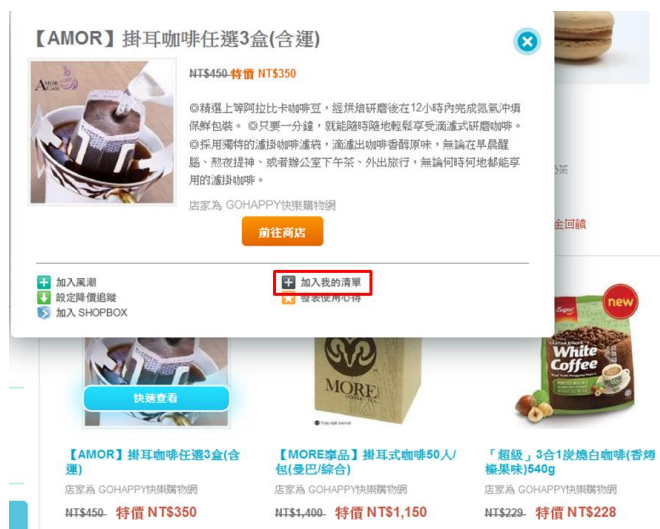 【AMOR】掛耳咖啡任選3盒(含運)
NT$450 特價 NT$350
◎精選上等阿拉比卡咖啡豆，經烘焙研磨後在12小時內完成氮氣沖填
保鮮包裝。 ◎只要一分鐘，就能隨時隨地輕鬆享受滴濾式研磨咖啡。
◎採用獨特的濾掛咖啡濾袋，滴濾出咖啡香醇原味，無論在早晨醒
腦、熬夜提神、或者辦公室下午茶、外出旅行，無論何時何地都能享
用的濾掛咖啡。
店家為 GOHAPPY快樂購物網
前往商店
加入風潮
加入我的清單
設定降價追蹤
發表使用心得
加入 SHOPBOX
茶
金回饋
快速查看
MORE
new
Super
White
Coffee
【AMOR】掛耳咖啡任選3盒(含
運)
店家為 GOHAPPY快樂購物網
NT$450 特價 NT$350
【MORE摩品】掛耳式咖啡50入/
包(曼巴/綜合)
店家為 GOHAPPY快樂購物網
NT$1,400 特價 NT$1,150
「超級」3合1炭燒白咖啡(香烤
榛果味)540g
店家為 GOHAPPY快樂購物網
NT$229 特價 NT$228